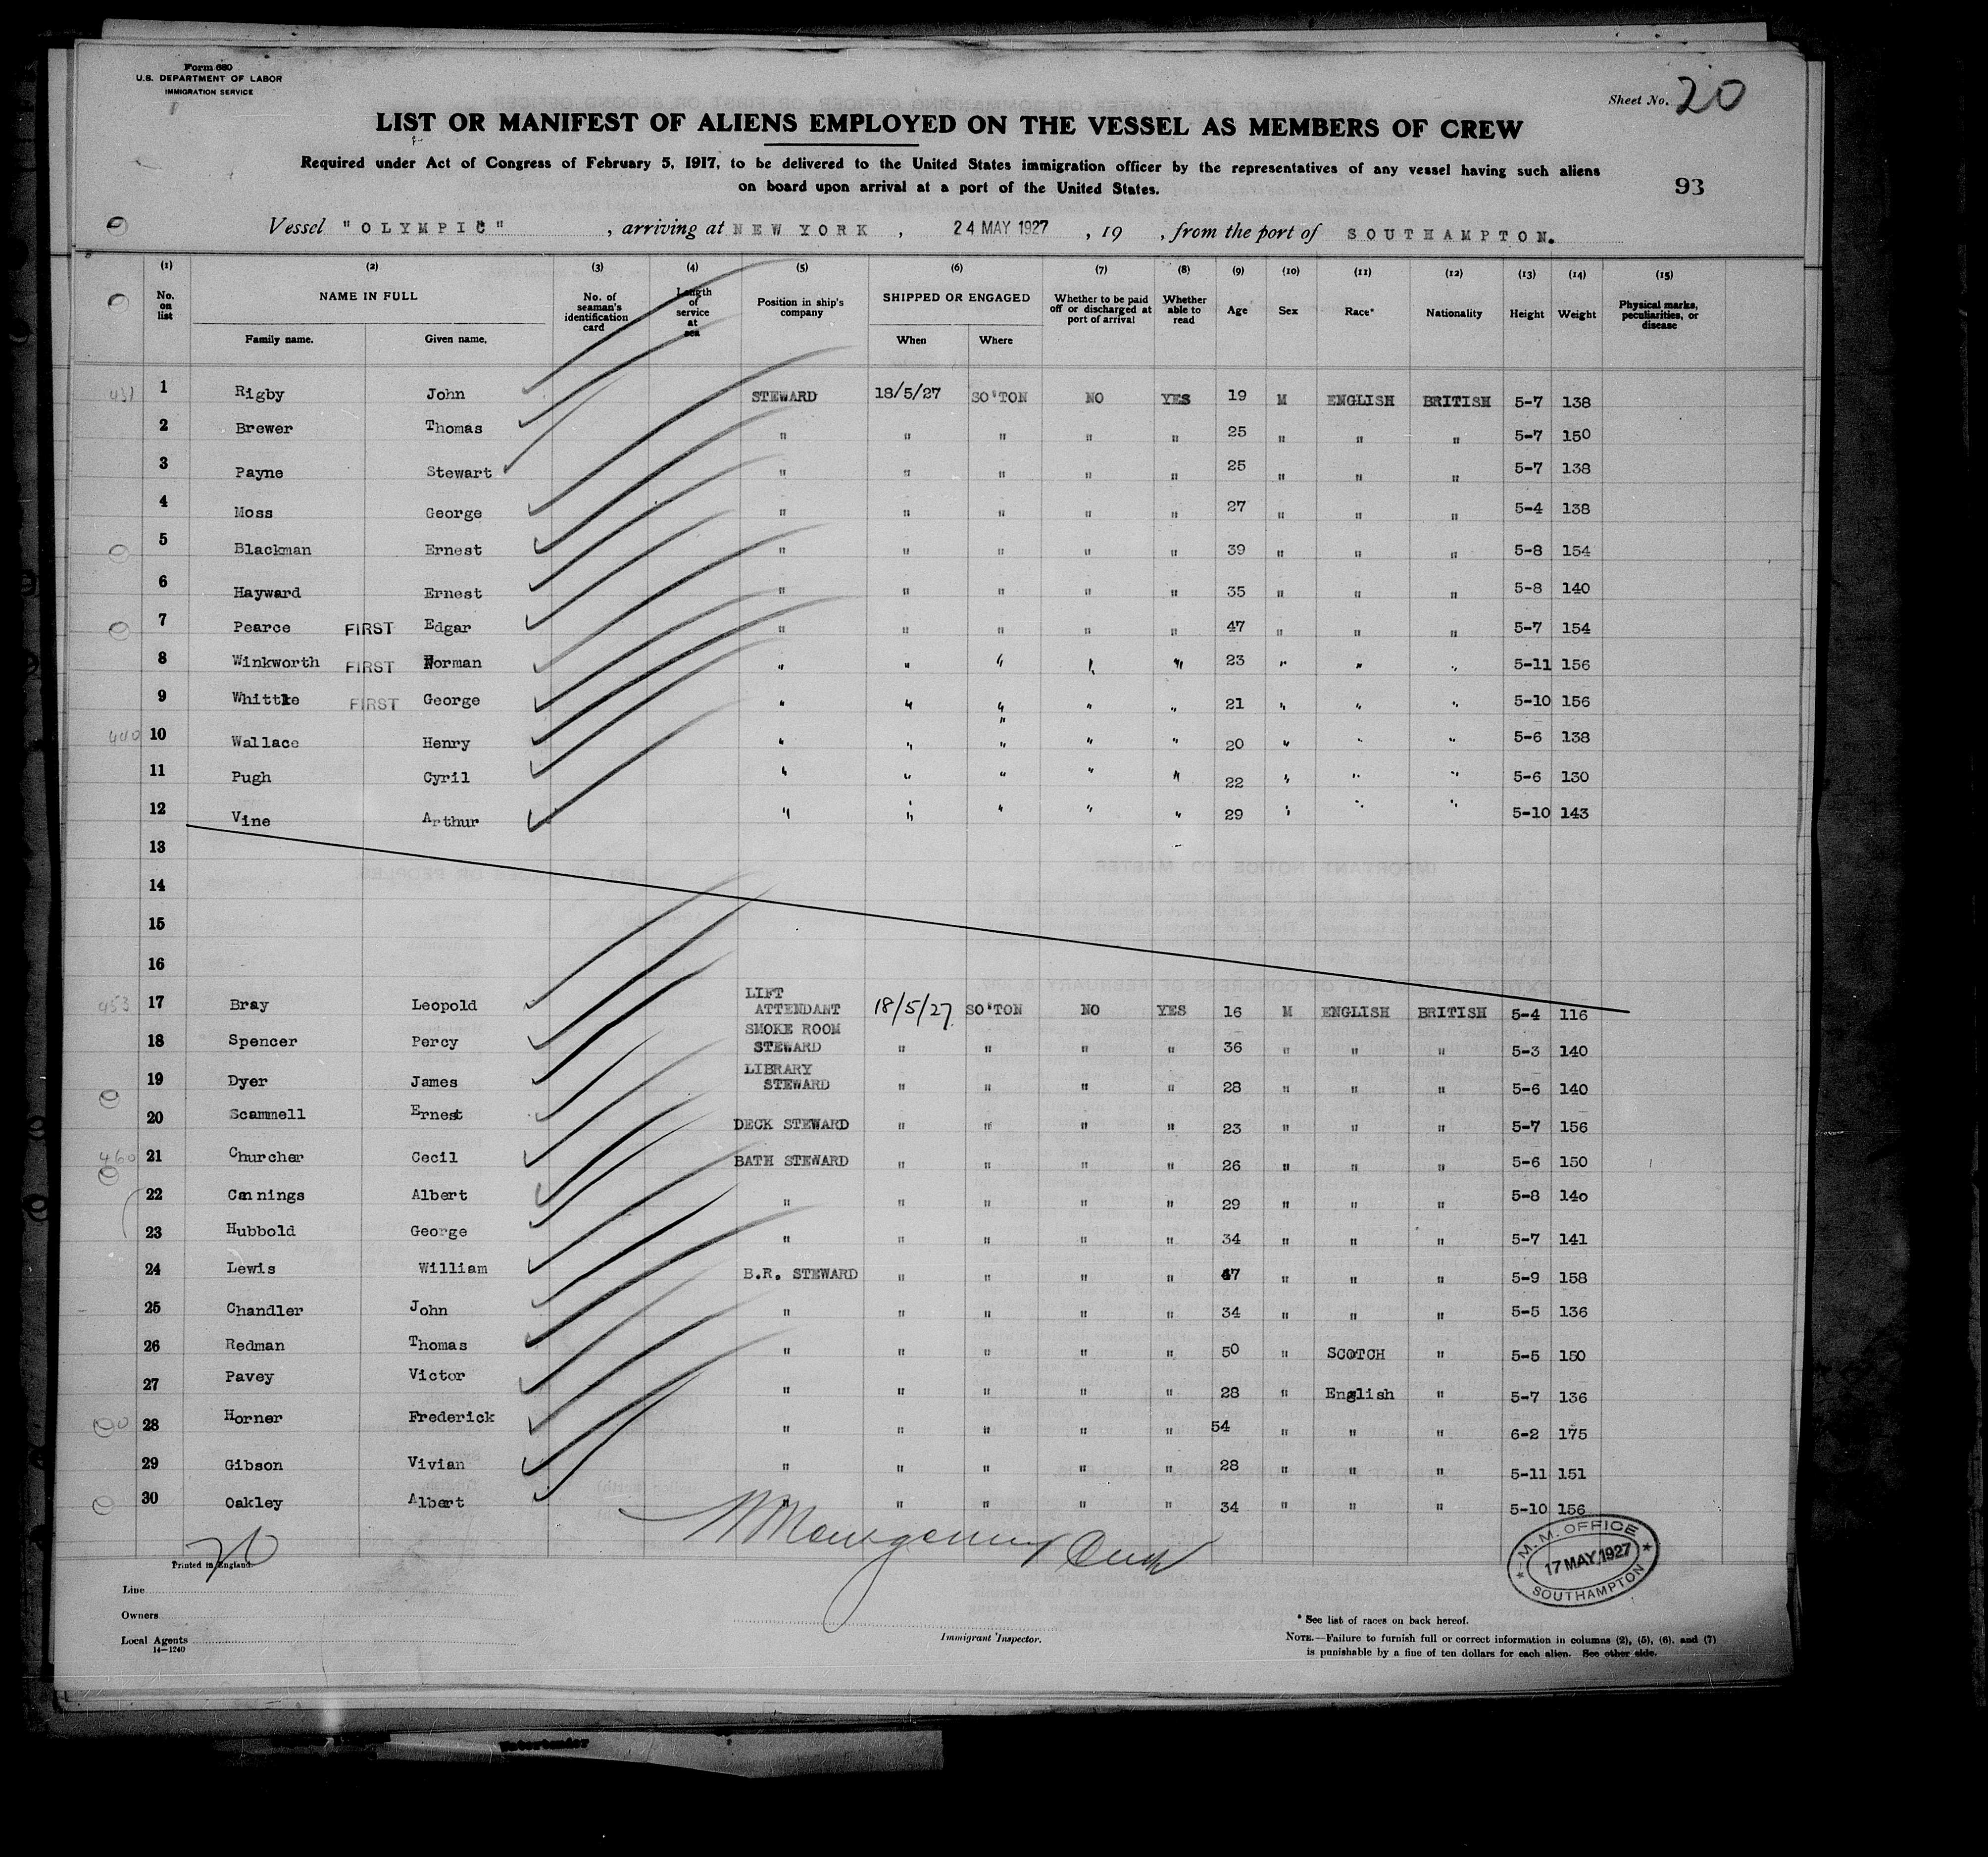 Form 680
U.S. DEPARTMENT OF LABOR
IMMIGRATION SERVICE
Sheet No. 20
LIST OR MANIFEST OF ALIENS EMPLOYED ON THE VESSEL AS MEMBERS OF CREW
Required under Act of Congress of February 5, 1917, to be delivered to the United States immigration officer by the representatives of any vessel having such aliens
on board upon arrival at a port of the United States.
93
Vessel "OLYMPIC", arriving at NEW YORK, 24 MAY 1927, 19 , from the port of SOUTHAMPTON.
(1) (2) (3) (4) (5) (6) (7) (8) (9) (10) (11) (12) (13) (14) (15)
No. on list NAME IN FULL Family name. Given name. No. of seaman's identification card Length of service at sea Position in ship's company SHIPPED OR ENGAGED When Where Whether to be paid off or discharged at port of arrival Whether able to read Age Sex Race* Nationality Height Weight Physical marks, peculiarities, or disease
431 1 Rigby John STEWARD 18/5/27 SO'TON NO YES 19 M ENGLISH BRITISH 5-7 138
2 Brewer Thomas " " " " " 25 " " " 5-7 150
3 Payne Stewart " " " " " 25 " " " 5-7 138
4 Moss George " " " " " 27 " " " 5-4 138
5 Blackman Ernest " " " " " 39 " " " 5-8 154
6 Hayward Ernest " " " " " 35 " " " 5-8 140
7 Pearce FIRST Edgar " " " " " 47 " " " 5-7 154
8 Winkworth FIRST Norman " " " " " 23 " " " 5-11 156
9 Whittle FIRST George " " " " " 21 " " " 5-10 156
440 10 Wallace Henry " " " " " 20 " " " 5-6 138
11 Pugh Cyril " " " " " 22 " " " 5-6 130
12 Vine Arthur " " " " " 29 " " " 5-10 143
13
14
15
16
453 17 Bray Leopold LIFT ATTENDANT 18/5/27 SO'TON NO YES 16 M ENGLISH BRITISH 5-4 116
18 Spencer Percy SMOKE ROOM STEWARD " " " " 36 " " " 5-3 140
19 Dyer James LIBRARY STEWARD " " " " 28 " " " 5-6 140
20 Scammell Ernest DECK STEWARD " " " " 23 " " " 5-7 156
460 21 Churcher Cecil BATH STEWARD " " " " 26 " " " 5-6 150
22 Cannings Albert " " " " " 29 " " " 5-8 140
23 Hubbold George " " " " " 34 " " " 5-7 141
24 Lewis William B.R. STEWARD " " " " 47 " " " 5-9 158
25 Chandler John " " " " " 34 " " " 5-5 136
26 Redman Thomas " " " " " 50 " SCOTCH " 5-5 150
27 Pavey Victor " " " " " 28 " English " 5-7 136
28 Horner Frederick " " " " " 54 " " " 6-2 175
29 Gibson Vivian " " " " " 28 " " " 5-11 151
30 Oakley Albert " " " " " 34 " " " 5-10 156
M.M. OFFICE
17 MAY 1927
SOUTHAMPTON
Printed in England.
Line
Owners
Local Agents
14-1240
Immigrant Inspector.
* See list of races on back hereof.
NOTE.—Failure to furnish full or correct information in columns (2), (5), (6), and (7)
is punishable by a fine of ten dollars for each alien. See other side.